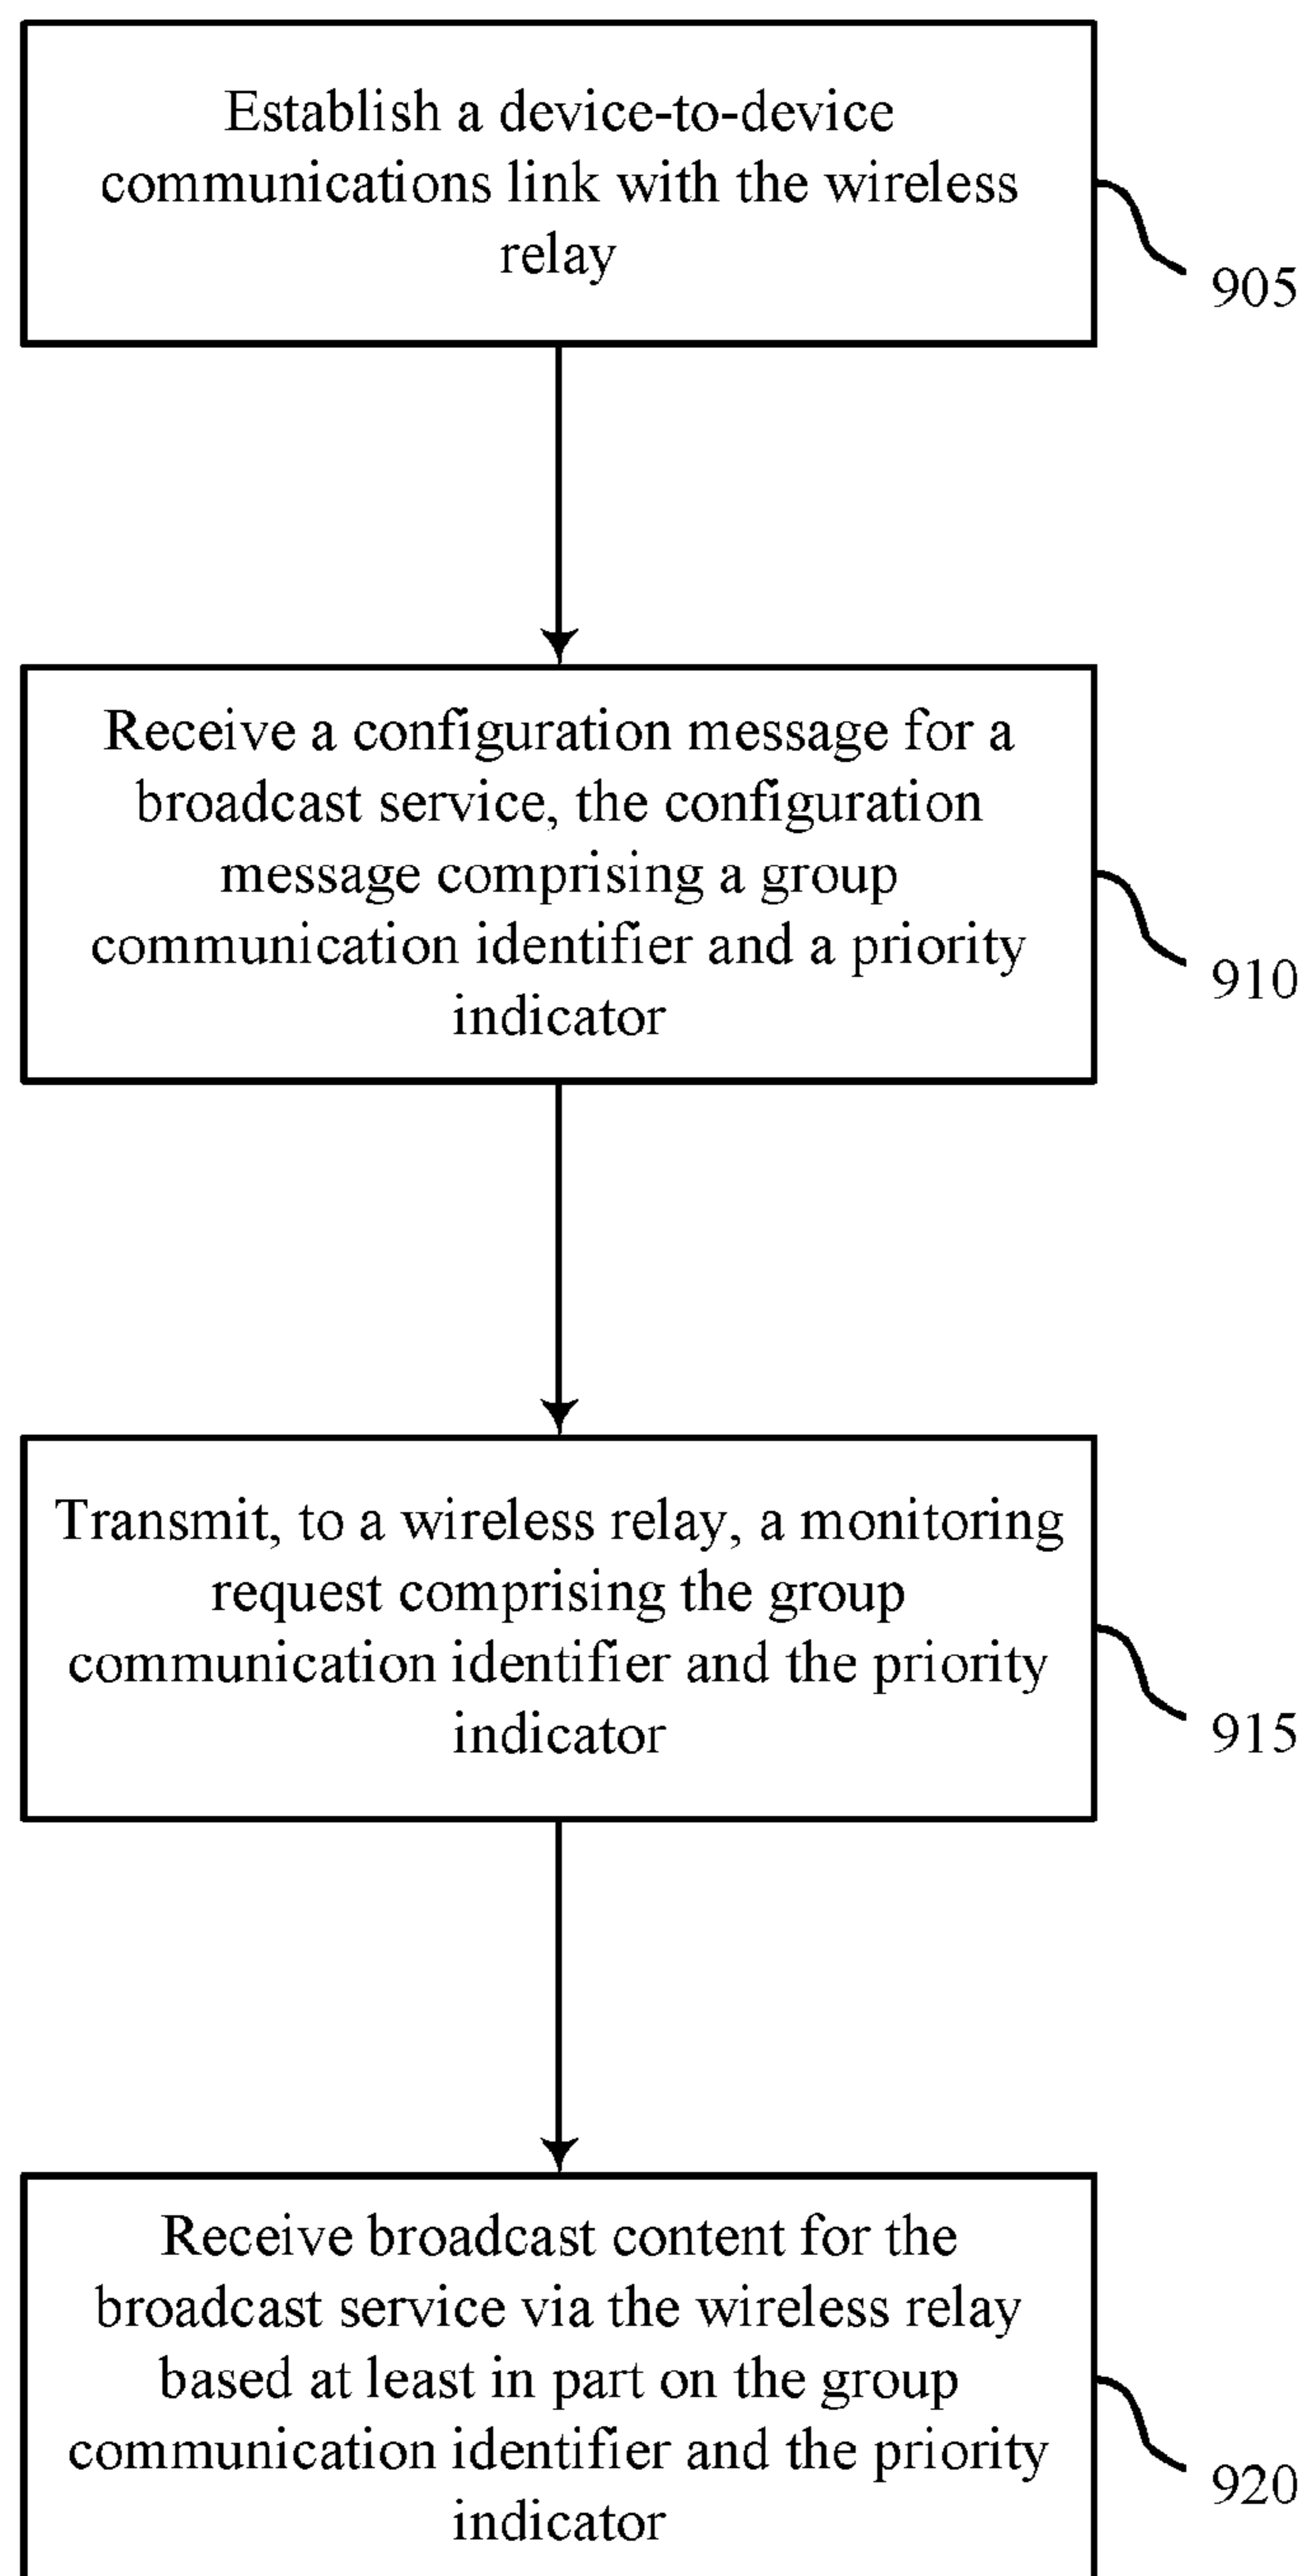 Establish a device-to-device
communications link with the wireless
relay
905
Receive a configuration message for a
broadcast service, the configuration
message comprising a group
communication identifier and a priority
indicator
910
Transmit, to a wireless relay, a monitoring
request comprising the group
communication identifier and the priority
indicator
915
Receive broadcast content for the
broadcast service via the wireless relay
based at least in part on the group
communication identifier and the priority
indicator
920